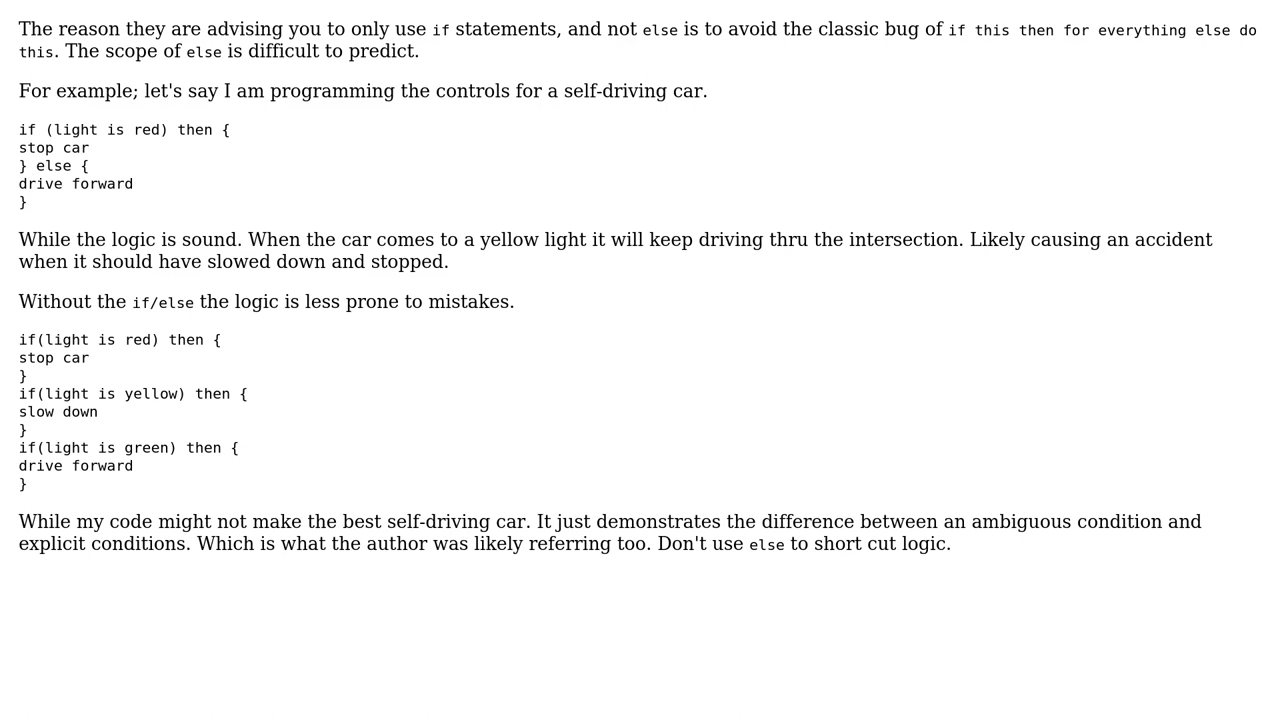 The reason they are advising you to only use if statements, and not else is to avoid the classic bug of if this then for everything else do
this. The scope of else is difficult to predict.
For example; let's say I am programming the controls for a self-driving car.
if (light is red) then {
stop car
} else {
drive forward
}
While the logic is sound. When the car comes to a yellow light it will keep driving thru the intersection. Likely causing an accident
when it should have slowed down and stopped.
Without the if/else the logic is less prone to mistakes.
if(light is red) then {
stop car
}
if(light is yellow) then {
slow down
}
if(light is green) then {
drive forward
}
While my code might not make the best self-driving car. It just demonstrates the difference between an ambiguous condition and
explicit conditions. Which is what the author was likely referring too. Don't use else to short cut logic.